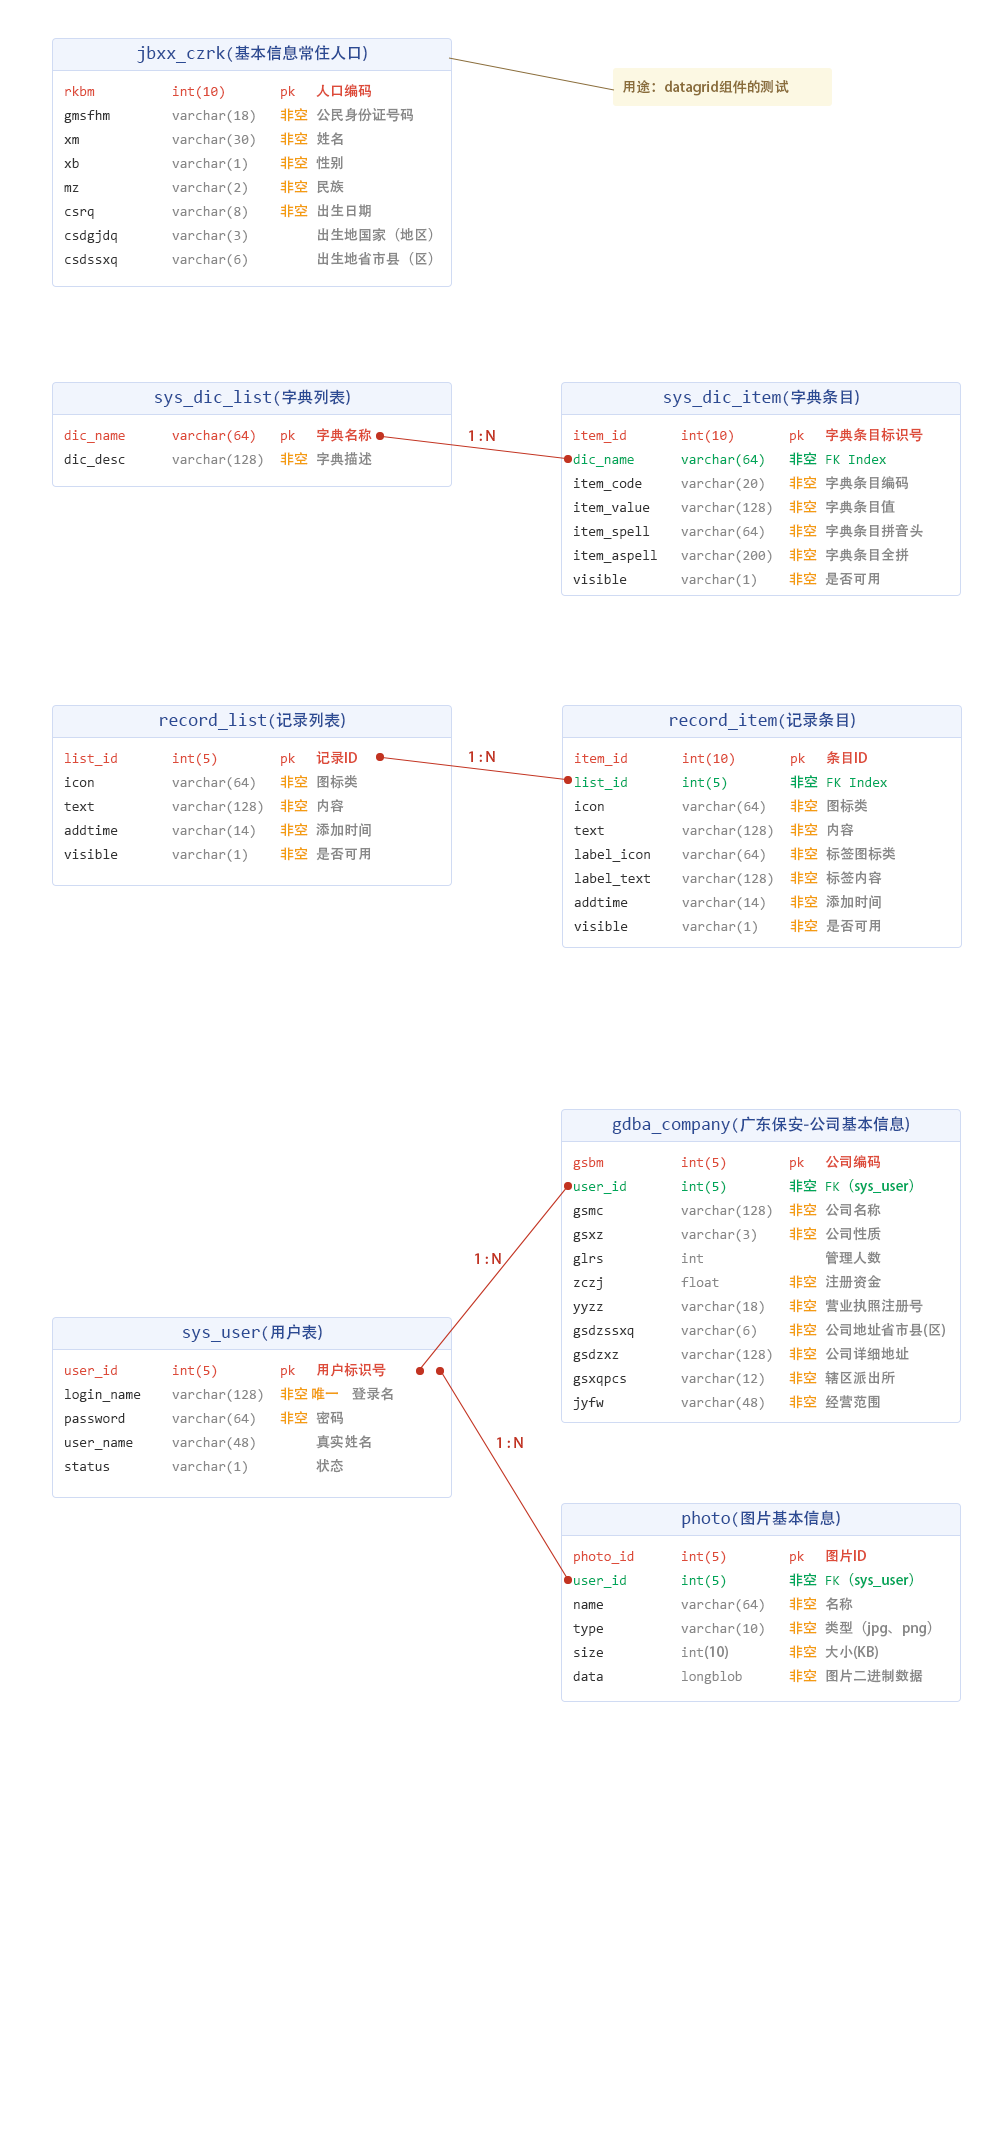 jbxx_czrk(基本信息常住人口)
rkbm int(10) pk 人口编码
gmsfhm varchar(18) 非空 公民身份证号码
xm varchar(30) 非空 姓名
xb varchar(1) 非空 性别
mz varchar(2) 非空 民族
csrq varchar(8) 非空 出生日期
csdgjdq varchar(3) 出生地国家（地区）
csdssxq varchar(6) 出生地省市县（区）
用途：datagrid组件的测试
sys_dic_list(字典列表)
dic_name varchar(64) pk 字典名称
dic_desc varchar(128) 非空 字典描述
1:N
sys_dic_item(字典条目)
item_id int(10) pk 字典条目标识号
dic_name varchar(64) 非空 FK Index
item_code varchar(20) 非空 字典条目编码
item_value varchar(128) 非空 字典条目值
item_spell varchar(64) 非空 字典条目拼音头
item_aspell varchar(200) 非空 字典条目全拼
visible varchar(1) 非空 是否可用
record_list(记录列表)
list_id int(5) pk 记录ID
icon varchar(64) 非空 图标类
text varchar(128) 非空 内容
addtime varchar(14) 非空 添加时间
visible varchar(1) 非空 是否可用
1:N
record_item(记录条目)
item_id int(10) pk 条目ID
list_id int(5) 非空 FK Index
icon varchar(64) 非空 图标类
text varchar(128) 非空 内容
label_icon varchar(64) 非空 标签图标类
label_text varchar(128) 非空 标签内容
addtime varchar(14) 非空 添加时间
visible varchar(1) 非空 是否可用
gdba_company(广东保安-公司基本信息)
gsbm int(5) pk 公司编码
user_id int(5) 非空 FK（sys_user）
gsmc varchar(128) 非空 公司名称
gsxz varchar(3) 非空 公司性质
glrs int 管理人数
zczj float 非空 注册资金
yyzz varchar(18) 非空 营业执照注册号
gsdzssxq varchar(6) 非空 公司地址省市县(区)
gsdzxz varchar(128) 非空 公司详细地址
gsxqpcs varchar(12) 非空 辖区派出所
jyfw varchar(48) 非空 经营范围
1:N
sys_user(用户表)
user_id int(5) pk 用户标识号
login_name varchar(128) 非空 唯一 登录名
password varchar(64) 非空 密码
user_name varchar(48) 真实姓名
status varchar(1) 状态
1:N
photo(图片基本信息)
photo_id int(5) pk 图片ID
user_id int(5) 非空 FK（sys_user）
name varchar(64) 非空 名称
type varchar(10) 非空 类型（jpg、png）
size int(10) 非空 大小(KB)
data longblob 非空 图片二进制数据